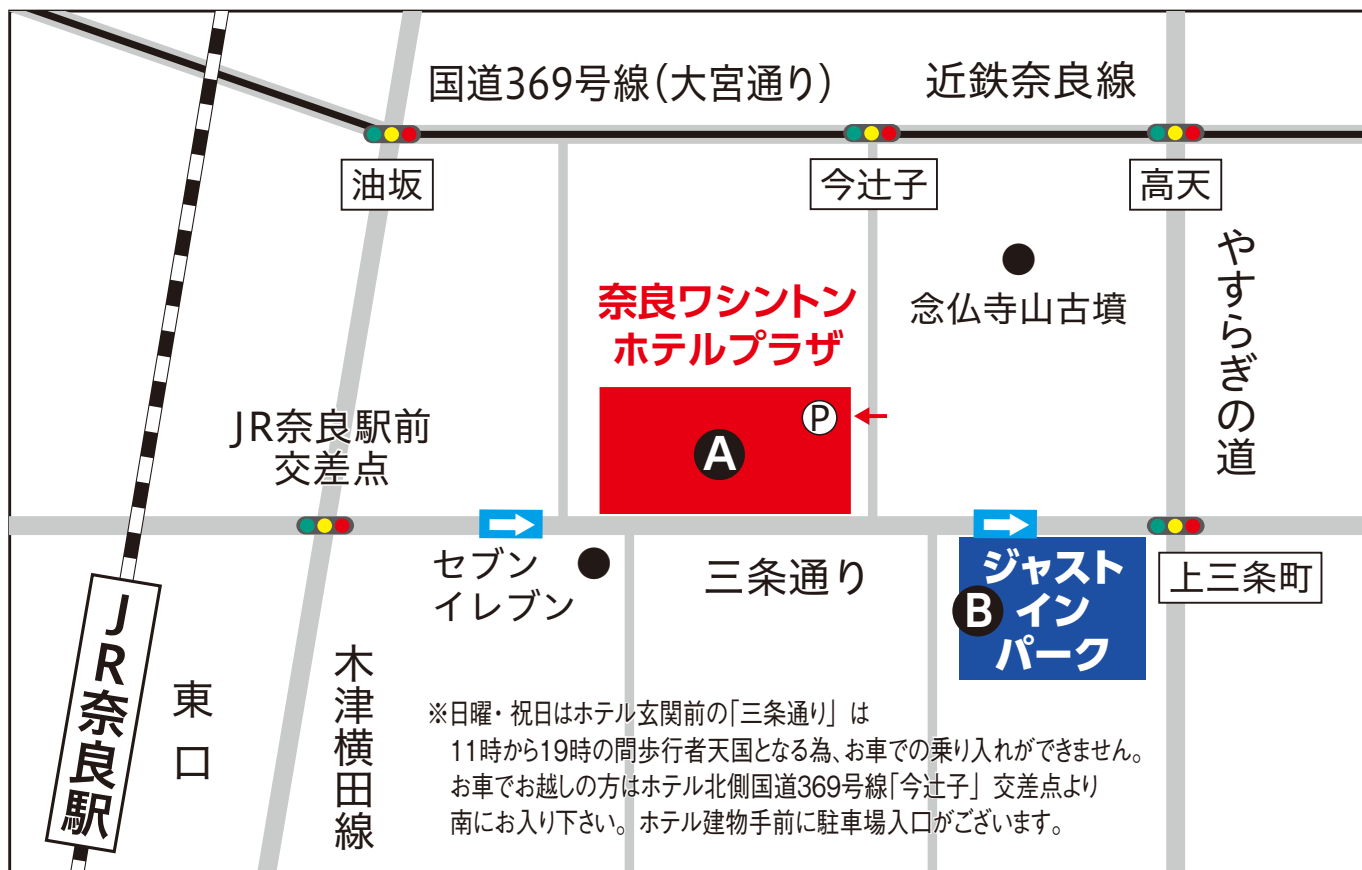 国道369号線(大宮通り)
近鉄奈良線
油坂
今辻子
高天
やすらぎの道
念仏寺山古墳
奈良ワシントン
ホテルプラザ
P
A
JR奈良駅前
交差点
セブン
イレブン
三条通り
ジャスト
イン
パーク
B
上三条町
JR奈良駅
東口
木津横田線
※日曜・祝日はホテル玄関前の「三条通り」は
11時から19時の間歩行者天国となる為、お車での乗り入れができません。
お車でお越しの方はホテル北側国道369号線「今辻子」交差点より
南にお入り下さい。ホテル建物手前に駐車場入口がございます。